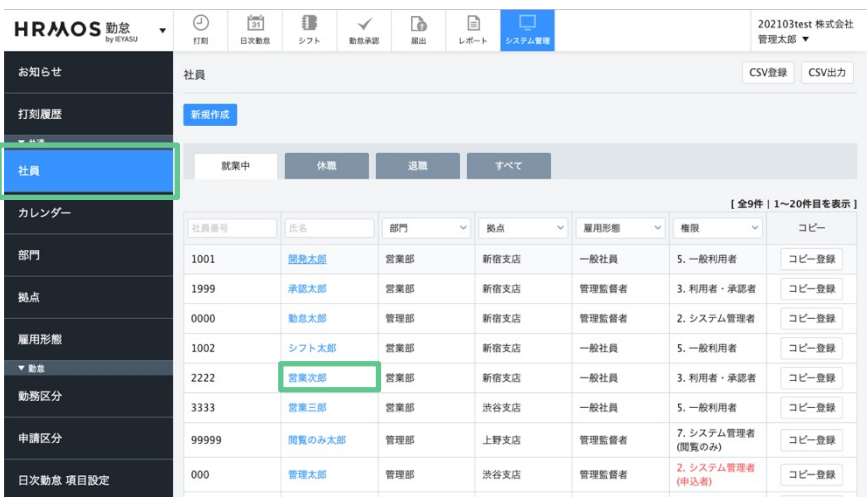 HRMOS 勤怠 ▼
by IEYASU
打刻
31
日次勤怠
シフト
勤怠承認
届出
レポート
システム管理
202103test 株式会社
管理太郎 ▼
お知らせ
打刻履歴
▼ 共通
社員
カレンダー
部門
拠点
雇用形態
▼ 勤怠
勤務区分
申請区分
日次勤怠 項目設定
社員
CSV登録 CSV出力
新規作成
就業中 休職 退職 すべて
[ 全9件 | 1〜20件目を表示 ]
社員番号 氏名 部門 拠点 雇用形態 権限 コピー
1001 開発太郎 営業部 新宿支店 一般社員 5. 一般利用者 コピー登録
1999 承認太郎 営業部 新宿支店 管理監督者 3. 利用者・承認者 コピー登録
0000 勤怠太郎 管理部 新宿支店 管理監督者 2. システム管理者 コピー登録
1002 シフト太郎 営業部 新宿支店 一般社員 5. 一般利用者 コピー登録
2222 営業次郎 営業部 新宿支店 一般社員 3. 利用者・承認者 コピー登録
3333 営業三郎 営業部 渋谷支店 一般社員 5. 一般利用者 コピー登録
99999 閲覧のみ太郎 管理部 上野支店 管理監督者 7. システム管理者 コピー登録
(閲覧のみ)
000 管理太郎 管理部 渋谷支店 管理監督者 2. システム管理者 コピー登録
(申込者)